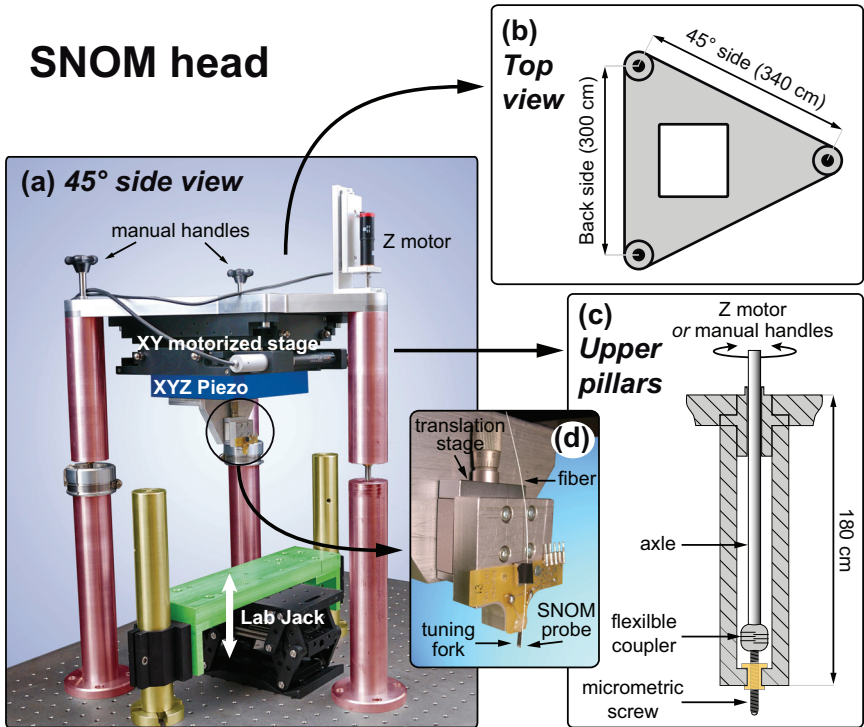 SNOM head
(a) 45° side view
manual handles
Z motor
XY motorized stage
XYZ Piezo
Lab Jack
(b)
Top
view
45° side (340 cm)
Back side (300 cm)
(c)
Upper
pillars
Z motor
or manual handles
axle
flexilble
coupler
micrometric
screw
180 cm
(d)
translation
stage
fiber
tuning
fork
SNOM
probe